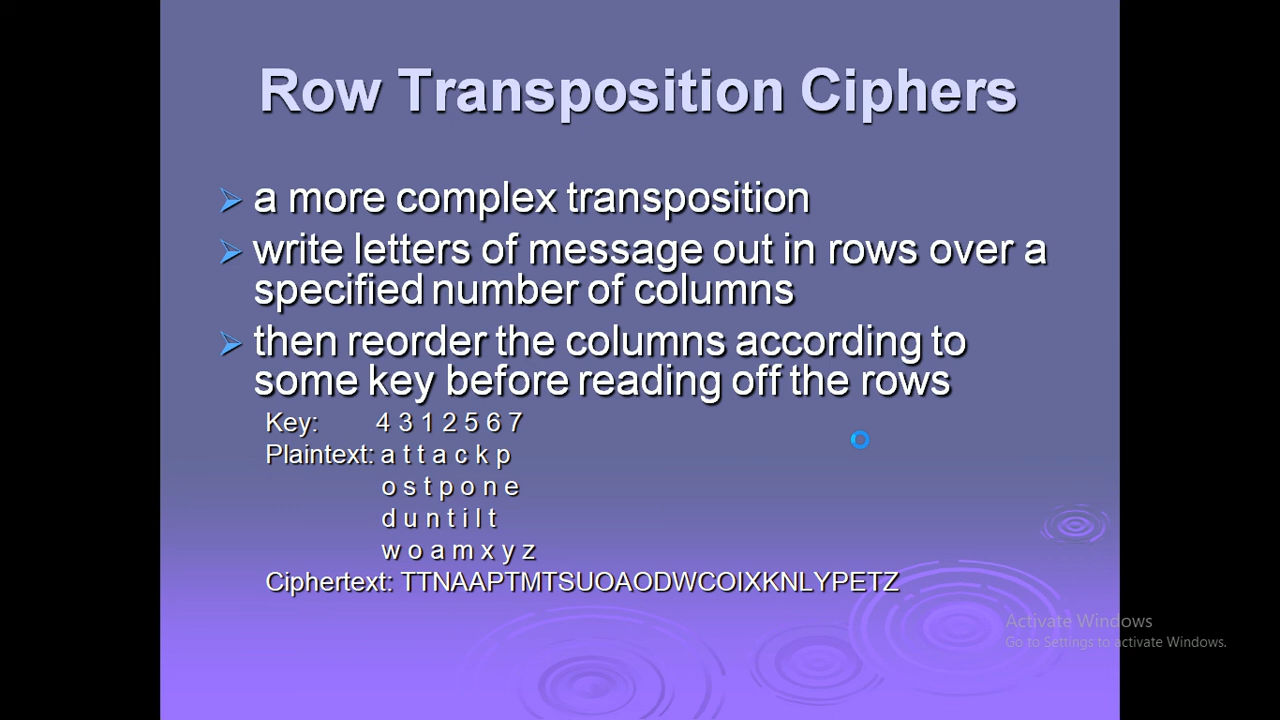 Row Transposition Ciphers
a more complex transposition
write letters of message out in rows over a
specified number of columns
then reorder the columns according to
some key before reading off the rows
Key: 4 3 1 2 5 6 7
Plaintext: a t t a c k p
o s t p o n e
d u n t i l t
w o a m x y z
Ciphertext: TTNAAPTMTSUOAODWCOIXKNLYPETZ
Activate Windows
Go to Settings to activate Windows.